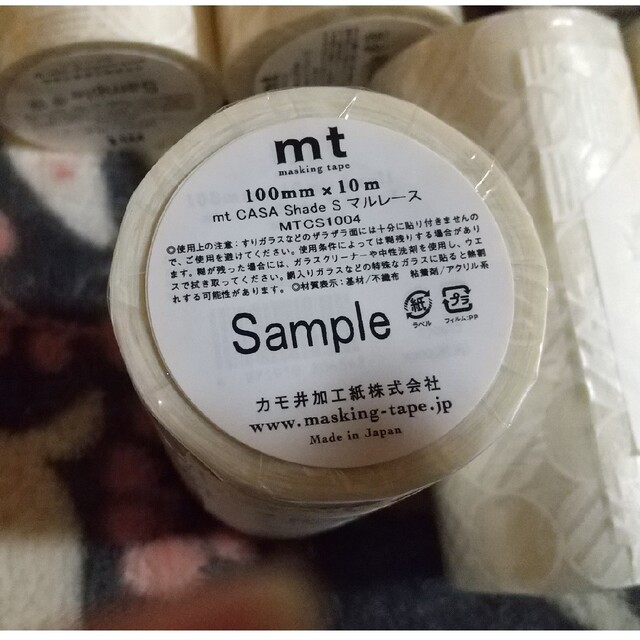 mt
masking tape
100mm × 10m
mt CASA Shade S マルレース
MTCS1004
◎使用上の注意：すりガラスなどのザラザラ面には十分に貼り付きませんの
で、ご使用を避けてください。使用条件によっては糊残りする場合があり
ます。糊が残った場合には、ガラスクリーナーや中性洗剤を使用し、ウエ
スで拭き取ってください。網入りガラスなどの特殊なガラスに貼ると熱割
れする可能性があります。◎材質表示：基材/不織布　粘着剤/アクリル系
Sample
紙
ラベル
プラ
フィルム:PP
カモ井加工紙株式会社
www.masking-tape.jp
Made in Japan
Sample
mt
mt